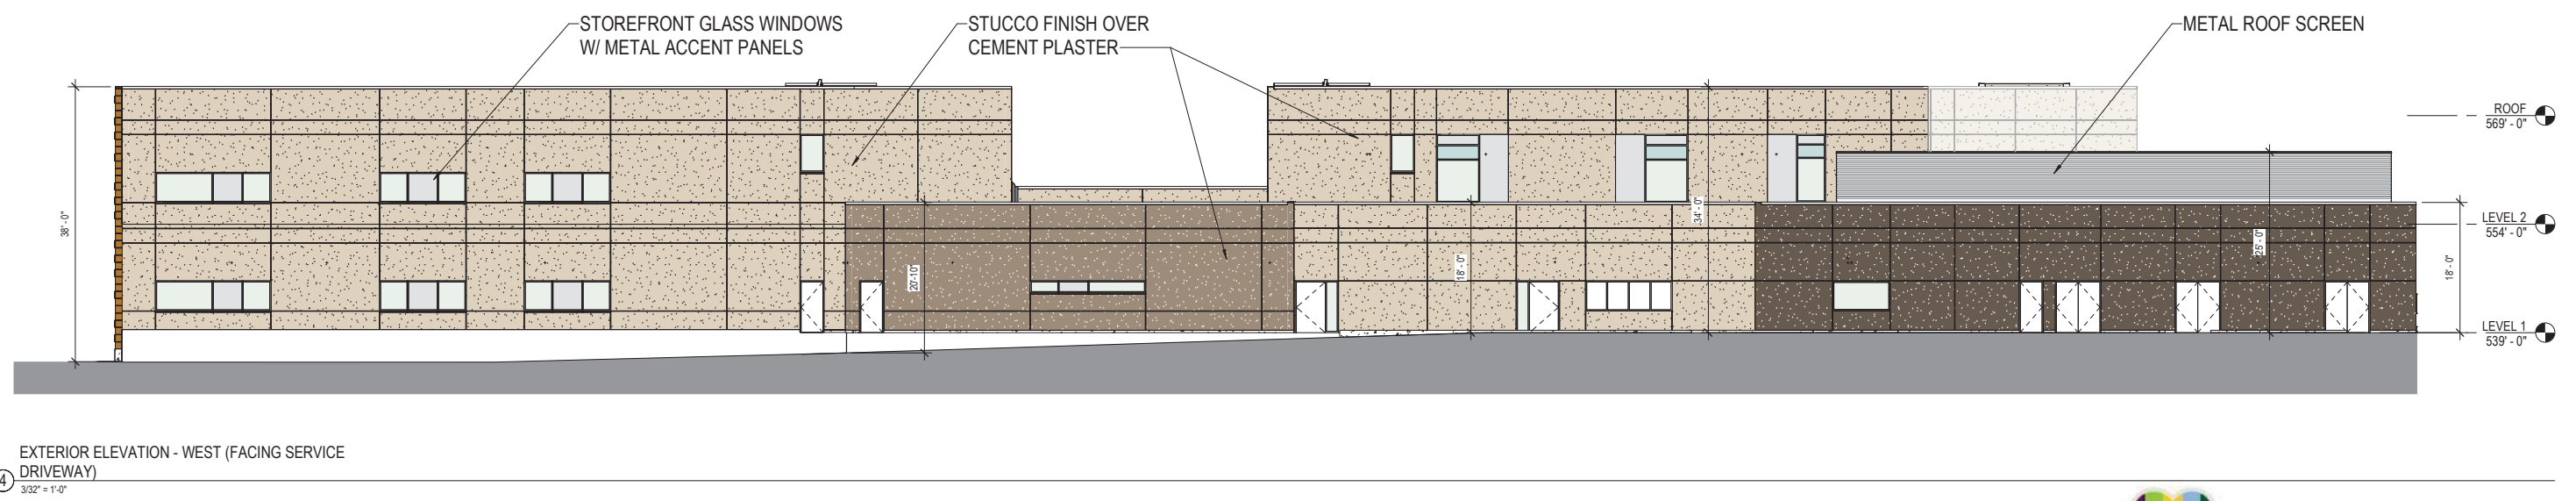 STOREFRONT GLASS WINDOWS
W/ METAL ACCENT PANELS
STUCCO FINISH OVER
CEMENT PLASTER
METAL ROOF SCREEN
ROOF
569' - 0"
38' - 0"
34' - 0"
LEVEL 2
554' - 0"
20'-10"
18' - 0"
25' - 0"
18' - 0"
LEVEL 1
539' - 0"
EXTERIOR ELEVATION - WEST (FACING SERVICE
DRIVEWAY)
4
3/32" = 1'-0"